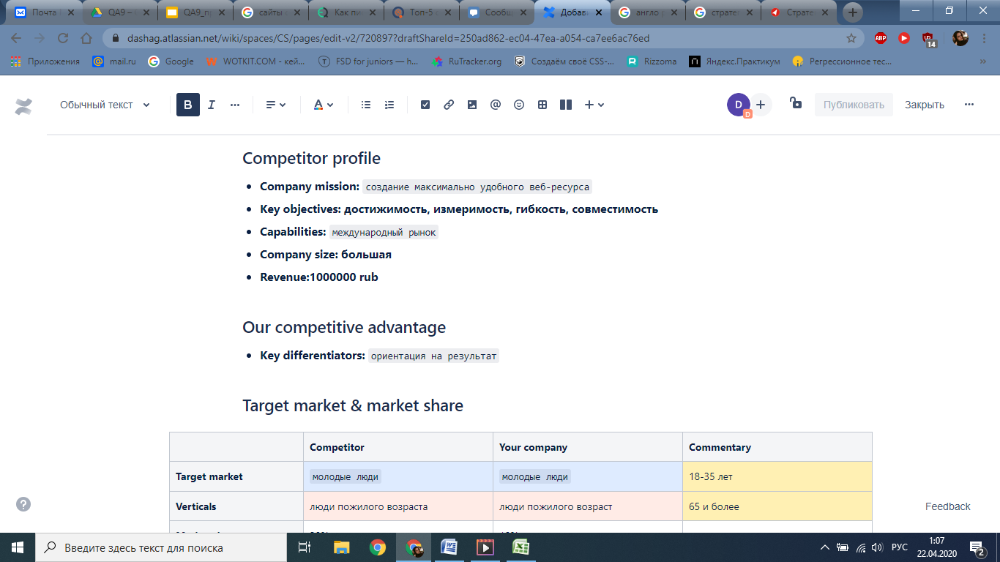 Почта
QA9 –
QA9_п
сайты
Как пи
Топ-5
Сообщ
Добав
англо
страте
Страте
dashag.atlassian.net/wiki/spaces/CS/pages/edit-v2/720897?draftShareId=250ad862-ec04-47ea-a054-ca7ee6ac76ed
ABP
14
Приложения
mail.ru
Google
WOTKIT.COM - кей...
FSD for juniors — h...
RuTracker.org
Создаём своё CSS-...
Rizzoma
Яндекс.Практикум
Регрессионное тес...
Обычный текст
B I
A
D
D
Публиковать
Закрыть
Competitor profile
• Company mission: создание максимально удобного веб-ресурса
• Key objectives: достижимость, измеримость, гибкость, совместимость
• Capabilities: международный рынок
• Company size: большая
• Revenue:1000000 rub
Our competitive advantage
• Key differentiators: ориентация на результат
Target market & market share
Competitor Your company Commentary
Target market молодые люди молодые люди 18-35 лет
Verticals люди пожилого возраста люди пожилого возраст 65 и более
Feedback
Введите здесь текст для поиска
РУС
1:07
22.04.2020
2